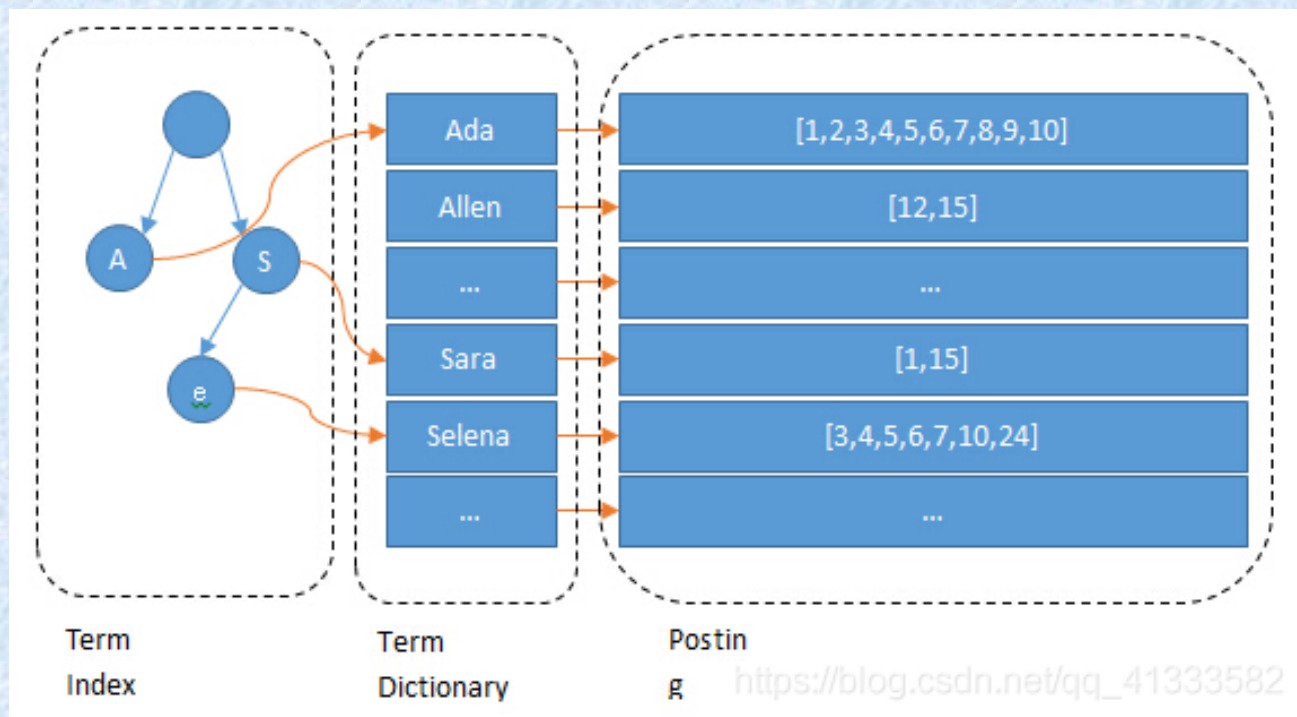 Ada
[1,2,3,4,5,6,7,8,9,10]
Allen
[12,15]
A
S
...
...
Sara
[1,15]
e
Selena
[3,4,5,6,7,10,24]
...
...
Term
Index
Term
Dictionary
Postin
g
https://blog.csdn.net/qq_41333582